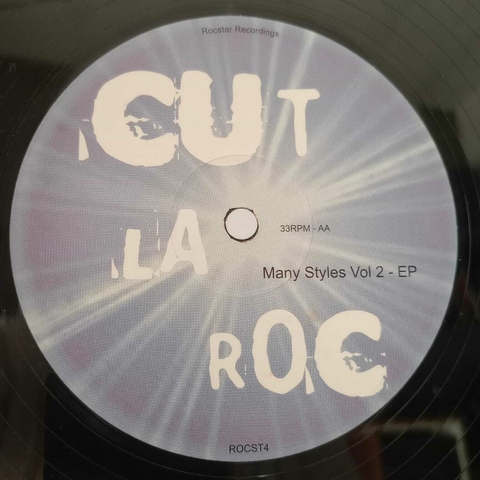 Rocstar Recordings
CUT
LA
33RPM - AA
Many Styles Vol 2 - EP
ROC
ROCST4